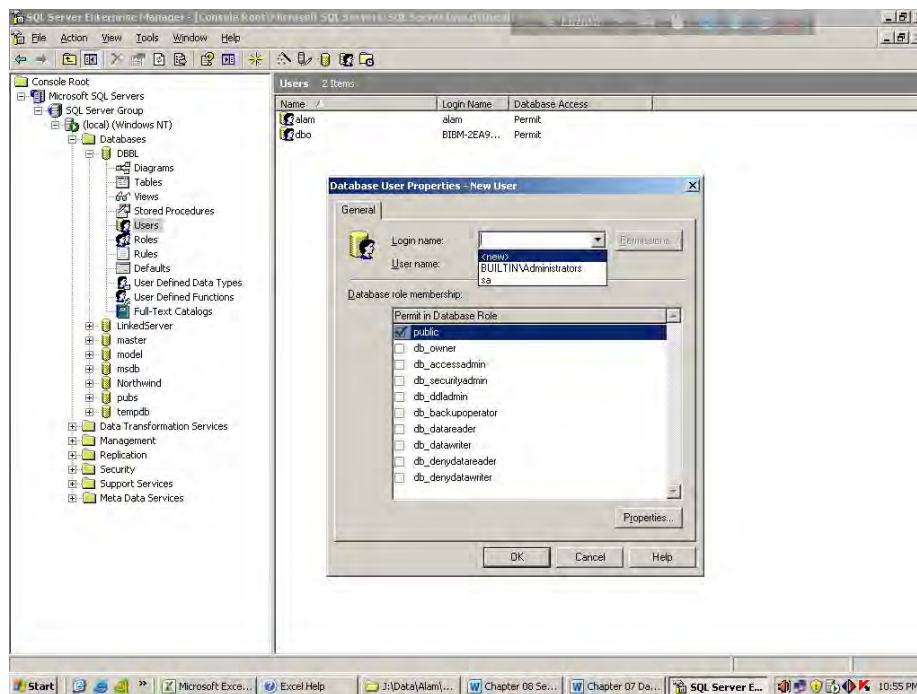 SQL Server Enterprise Manager - [Console Root\Microsoft SQL Servers\SQL Server Group\(local)
File Action View Tools Window Help
Console Root
Microsoft SQL Servers
SQL Server Group
(local) (Windows NT)
Databases
DBBL
Diagrams
Tables
Views
Stored Procedures
Users
Roles
Rules
Defaults
User Defined Data Types
User Defined Functions
Full-Text Catalogs
LinkedServer
master
model
msdb
Northwind
pubs
tempdb
Data Transformation Services
Management
Replication
Security
Support Services
Meta Data Services
Users 2 Items
Name Login Name Database Access
alam alam Permit
dbo BIBM-2EA9... Permit
Database User Properties - New User
General
Login name:
Permissions...
<new>
BUILTIN\Administrators
sa
User name:
Database role membership:
Permit in Database Role
public
db_owner
db_accessadmin
db_securityadmin
db_ddladmin
db_backupoperator
db_datareader
db_datawriter
db_denydatareader
db_denydatawriter
Properties...
OK Cancel Help
Start » Microsoft Exce... Excel Help J:\Data\Alam\... Chapter 08 Se... Chapter 07 Da... SQL Server E... K 10:55 PM